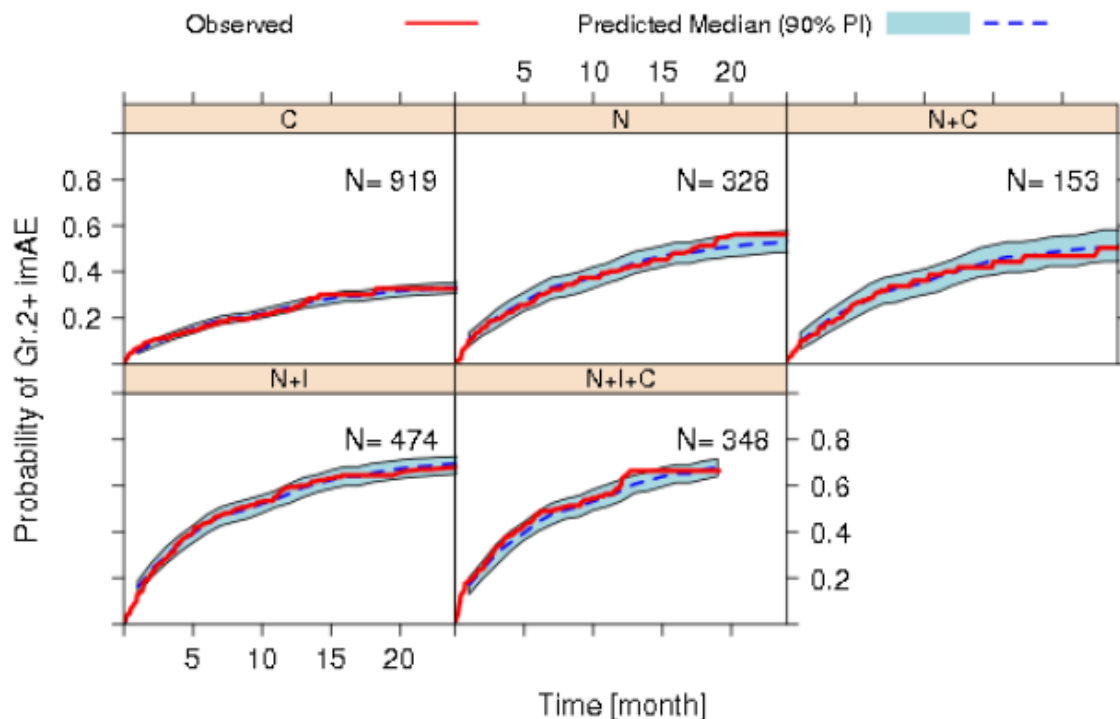 Observed Predicted Median (90% PI)
5 10 15 20
C N N+C
N= 919 N= 328 N= 153
0.8
0.6
0.4
0.2
N+I N+I+C
N= 474 N= 348
0.8
0.6
0.4
0.2
5 10 15 20
Probability of Gr.2+ imAE
Time [month]